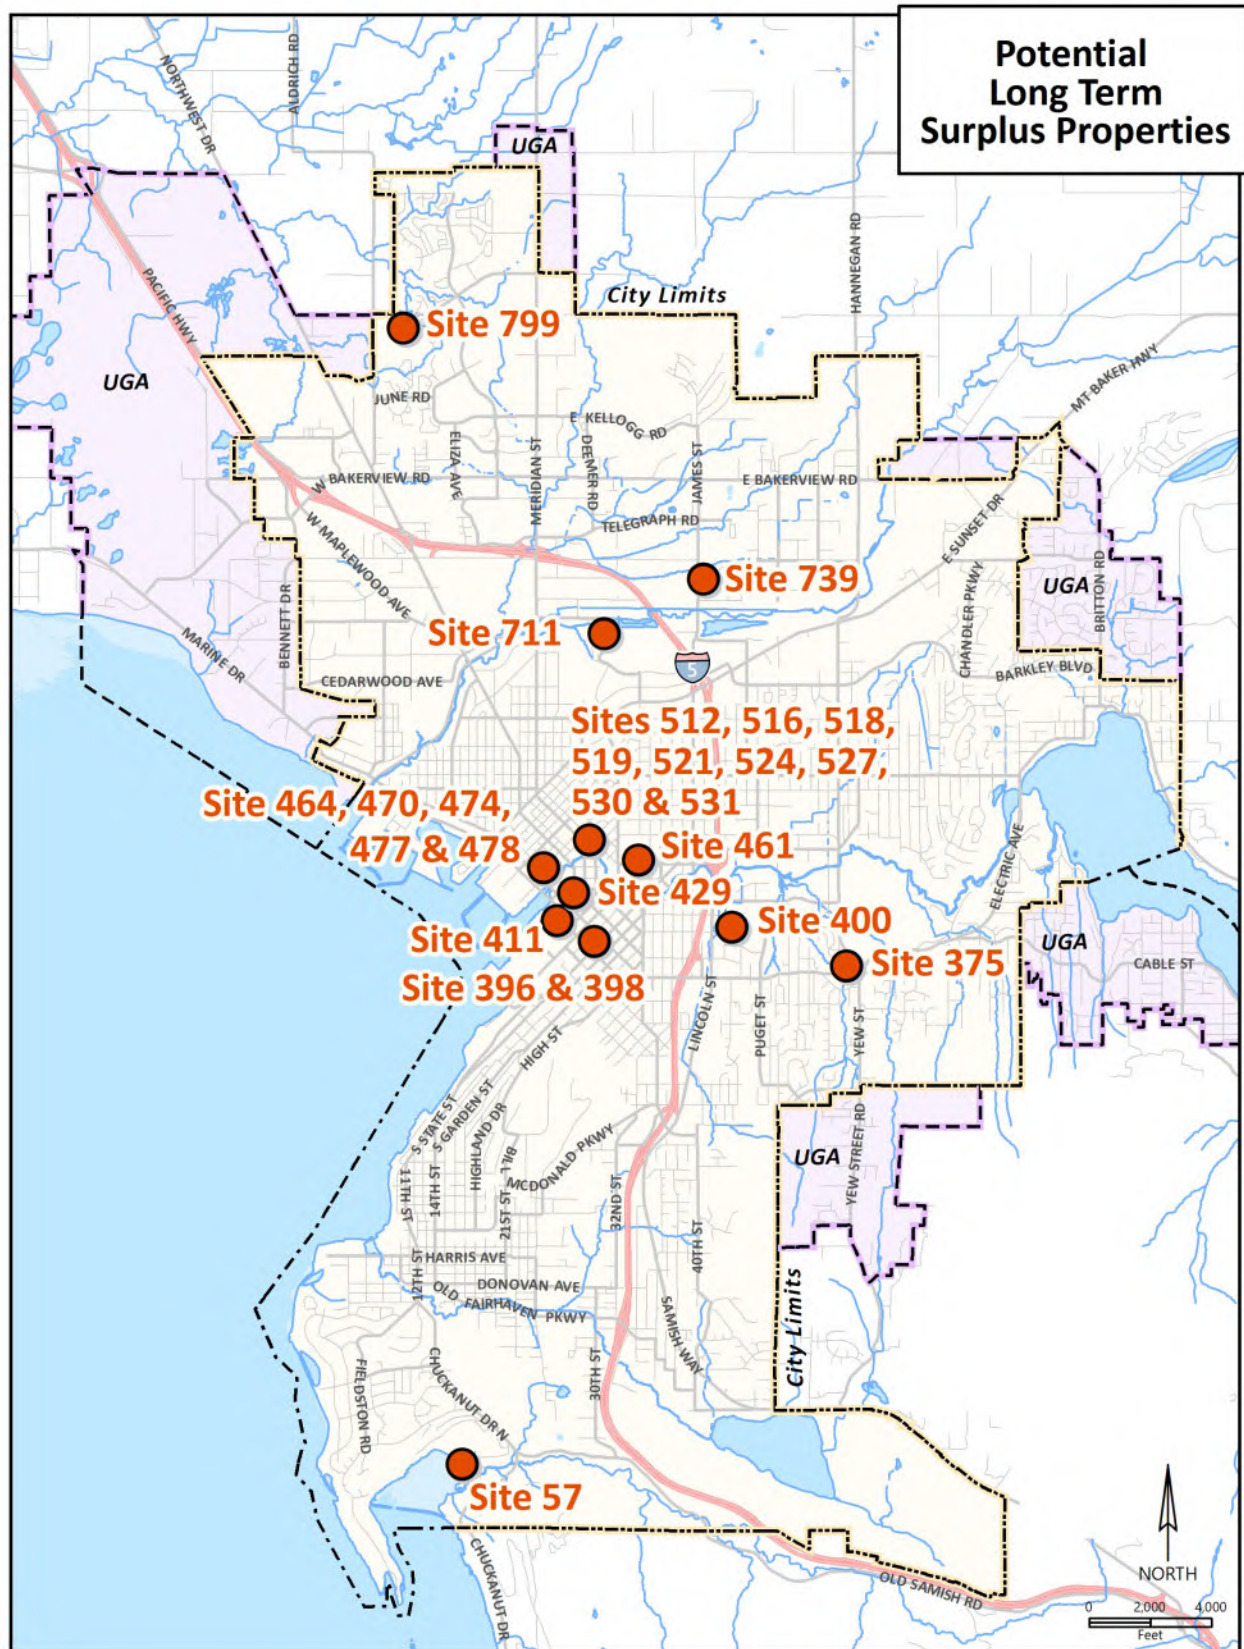 Potential
Long Term
Surplus Properties
NORTHWEST DR
ALDRICH RD
UGA
HANNEGAN RD
PACIFIC HWY
City Limits
Site 799
UGA
MT BAKER HWY
JUNE RD
E KELLOGG RD
ELIZA AVE
MERIDIAN ST
DEEMER RD
JAMES ST
W BAKERVIEW RD
E BAKERVIEW RD
TELEGRAPH RD
E SUNSET DR
W MAPLEWOOD AVE
Site 739
CHANDLER PKWY
UGA
BRITTON RD
BENNETT DR
MARINE DR
Site 711
5
BARKLEY BLVD
CEDARWOOD AVE
Sites 512, 516, 518,
519, 521, 524, 527,
530 & 531
Site 464, 470, 474,
477 & 478
Site 461
ELECTRIC AVE
Site 429
Site 400
Site 411
UGA
Site 375
CABLE ST
Site 396 & 398
LINCOLN ST
PUGET ST
YEW ST
HIGH ST
S STATE ST
S GARDEN ST
HIGHLAND DR
BILL
MCDONALD PKWY
UGA
YEW STREET RD
11TH ST
14TH ST
21ST ST
32ND ST
40TH ST
HARRIS AVE
12TH ST
DONOVAN AVE
OLD FAIRHAVEN PKWY
SAMISH WAY
City Limits
FIELDSTON RD
CHUCKANUT DR N
30TH ST
Site 57
CHUCKANUT DR
OLD SAMISH RD
NORTH
0 2,000 4,000
Feet